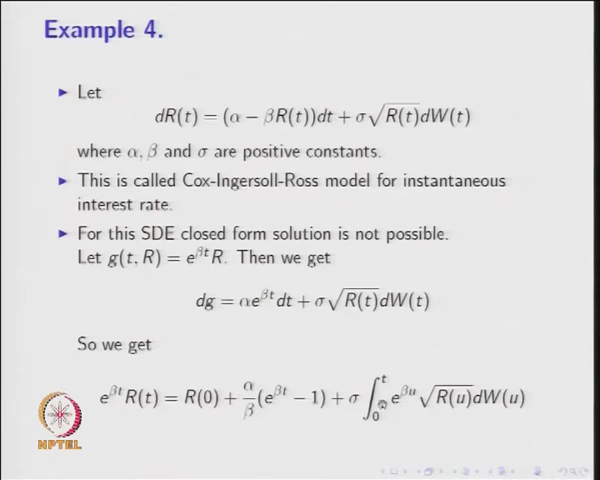 Example 4.
▶ Let
dR(t) = (α − βR(t))dt + σ√R(t)dW(t)
where α, β and σ are positive constants.
▶ This is called Cox-Ingersoll-Ross model for instantaneous
interest rate.
▶ For this SDE closed form solution is not possible.
Let g(t, R) = e^{βt}R. Then we get
dg = αe^{βt}dt + σ√R(t)dW(t)
So we get
e^{βt}R(t) = R(0) + α/β(e^{βt} − 1) + σ∫_0^t e^{βu}√R(u)dW(u)
NPTEL